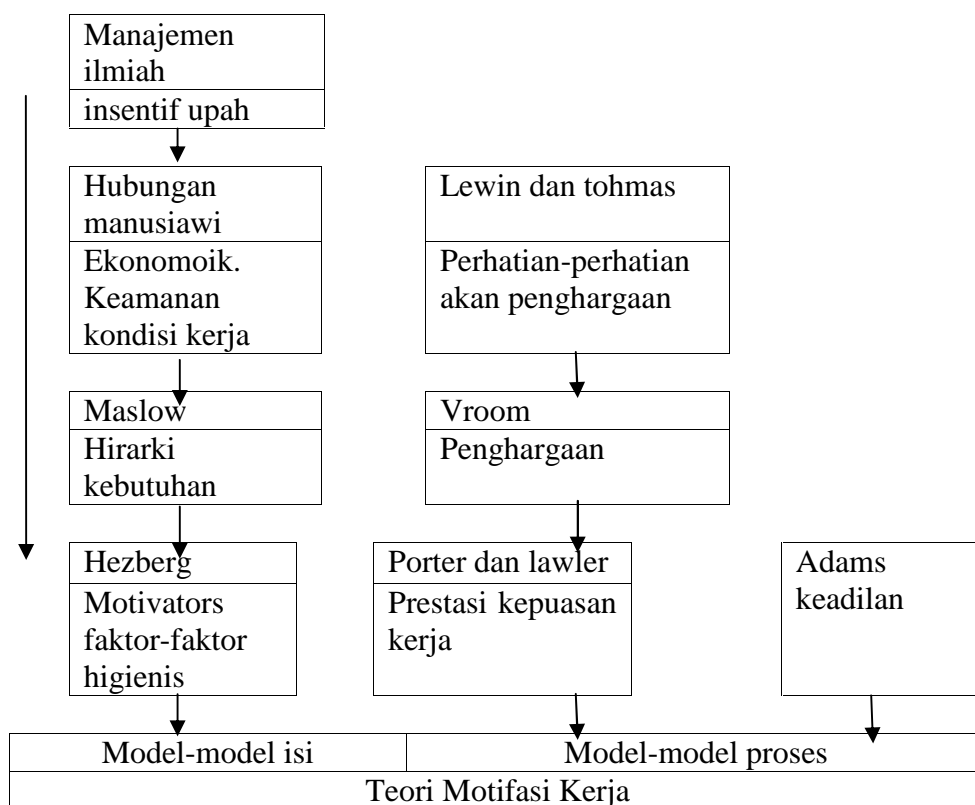 Manajemen
ilmiah
insentif upah
Hubungan
manusiawi
Ekonomoik.
Keamanan
kondisi kerja
Lewin dan tohmas
Perhatian-perhatian
akan penghargaan
Maslow
Hirarki
kebutuhan
Vroom
Penghargaan
Hezberg
Motivators
faktor-faktor
higienis
Porter dan lawler
Prestasi kepuasan
kerja
Adams
keadilan
Model-model isi
Model-model proses
Teori Motifasi Kerja